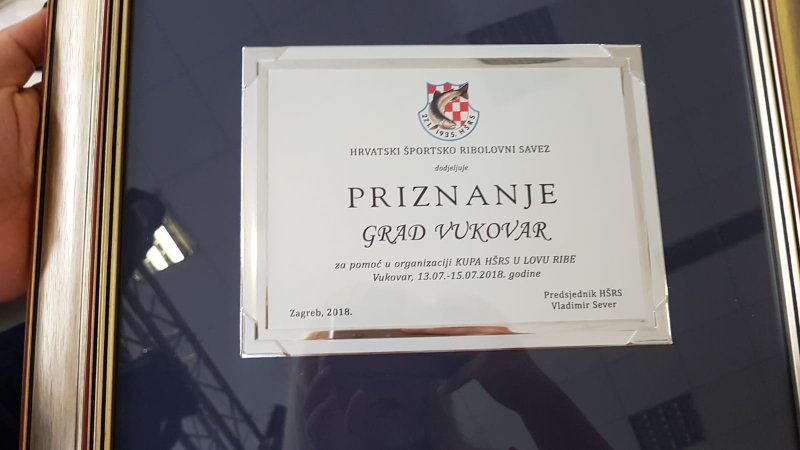 27.I.1935. HŠRS
HRVATSKI ŠPORTSKO RIBOLOVNI SAVEZ
dodjeljuje
PRIZNANJE
GRAD VUKOVAR
za pomoć u organizaciji KUPA HŠRS U LOVU RIBE
Vukovar, 13.07.-15.07.2018. godine
Predsjednik HŠRS
Vladimir Sever
Zagreb, 2018.